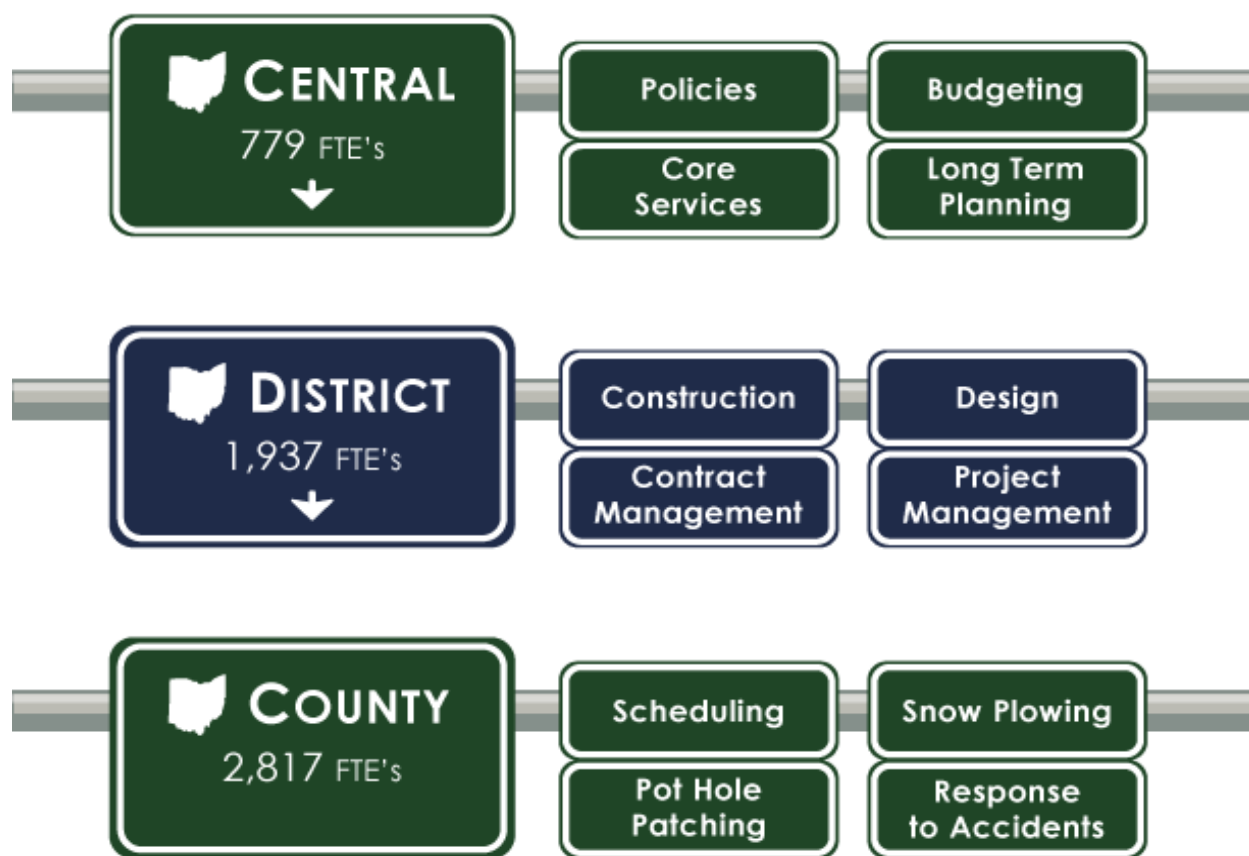 CENTRAL
779 FTE's
Policies
Budgeting
Core
Services
Long Term
Planning
DISTRICT
1,937 FTE's
Construction
Design
Contract
Management
Project
Management
COUNTY
2,817 FTE's
Scheduling
Snow Plowing
Pot Hole
Patching
Response
to Accidents